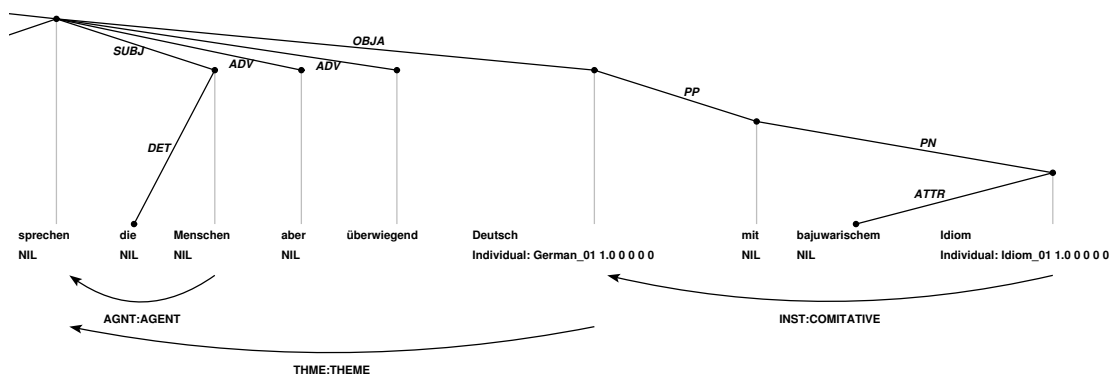 OBJA
SUBJ
ADV
ADV
PP
DET
PN
ATTR
sprechen die Menschen aber überwiegend Deutsch mit bajuwarischem Idiom
NIL NIL NIL NIL Individual: German_01 1.0 0 0 0 0 NIL NIL Individual: Idiom_01 1.0 0 0 0 0
AGNT:AGENT INST:COMITATIVE
THME:THEME